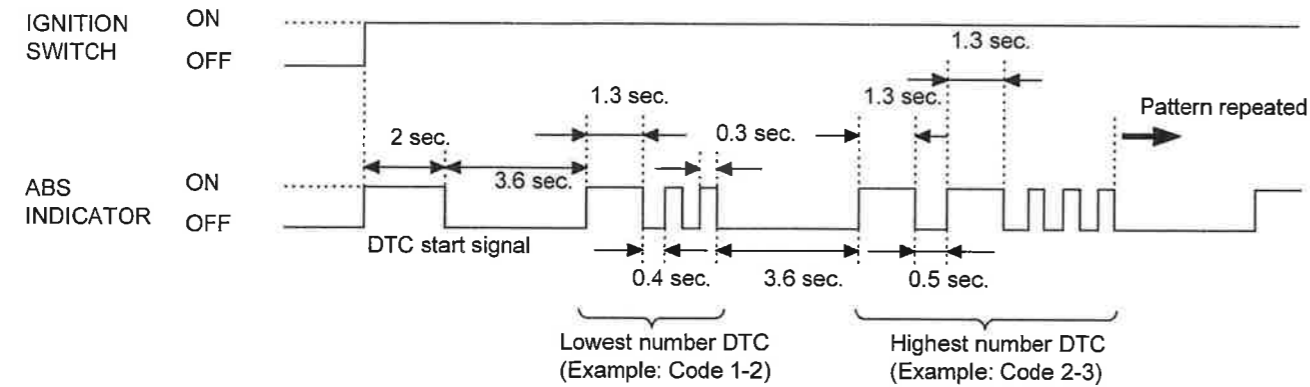 IGNITION
SWITCH
ON
OFF
1.3 sec.
1.3 sec.
1.3 sec.
Pattern repeated
2 sec.
0.3 sec.
3.6 sec.
ABS
INDICATOR
ON
OFF
DTC start signal
0.4 sec.
3.6 sec.
0.5 sec.
Lowest number DTC
(Example: Code 1-2)
Highest number DTC
(Example: Code 2-3)